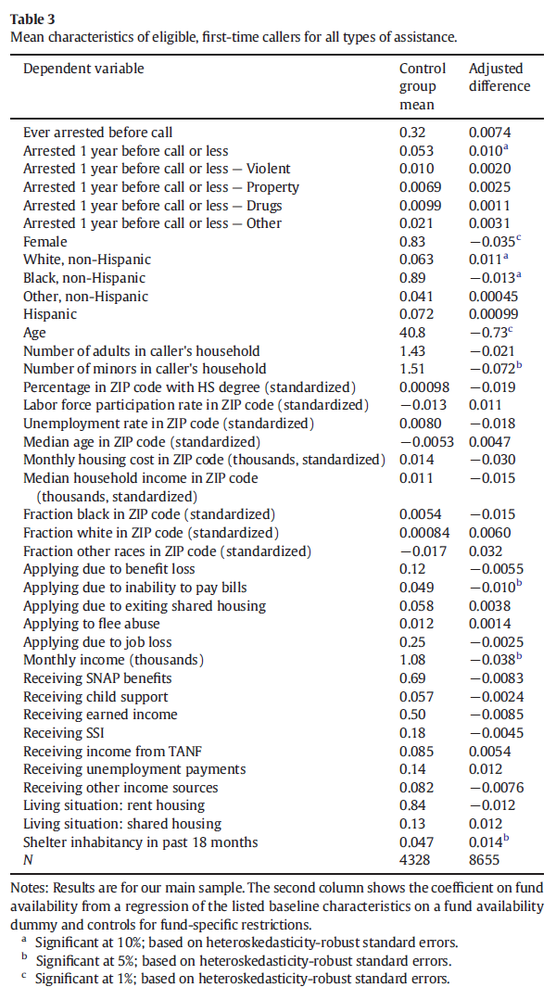 Table 3
Mean characteristics of eligible, first-time callers for all types of assistance.
Dependent variable Control group mean Adjusted difference
Ever arrested before call 0.32 0.0074
Arrested 1 year before call or less 0.053 0.010a
Arrested 1 year before call or less — Violent 0.010 0.0020
Arrested 1 year before call or less — Property 0.0069 0.0025
Arrested 1 year before call or less — Drugs 0.0099 0.0011
Arrested 1 year before call or less — Other 0.021 0.0031
Female 0.83 −0.035c
White, non-Hispanic 0.063 0.011a
Black, non-Hispanic 0.89 −0.013a
Other, non-Hispanic 0.041 0.00045
Hispanic 0.072 0.00099
Age 40.8 −0.73c
Number of adults in caller's household 1.43 −0.021
Number of minors in caller's household 1.51 −0.072b
Percentage in ZIP code with HS degree (standardized) 0.00098 −0.019
Labor force participation rate in ZIP code (standardized) −0.013 0.011
Unemployment rate in ZIP code (standardized) 0.0080 −0.018
Median age in ZIP code (standardized) −0.0053 0.0047
Monthly housing cost in ZIP code (thousands, standardized) 0.014 −0.030
Median household income in ZIP code 0.011 −0.015
(thousands, standardized)
Fraction black in ZIP code (standardized) 0.0054 −0.015
Fraction white in ZIP code (standardized) 0.00084 0.0060
Fraction other races in ZIP code (standardized) −0.017 0.032
Applying due to benefit loss 0.12 −0.0055
Applying due to inability to pay bills 0.049 −0.010b
Applying due to exiting shared housing 0.058 0.0038
Applying to flee abuse 0.012 0.0014
Applying due to job loss 0.25 −0.0025
Monthly income (thousands) 1.08 −0.038b
Receiving SNAP benefits 0.69 −0.0083
Receiving child support 0.057 −0.0024
Receiving earned income 0.50 −0.0085
Receiving SSI 0.18 −0.0045
Receiving income from TANF 0.085 0.0054
Receiving unemployment payments 0.14 0.012
Receiving other income sources 0.082 −0.0076
Living situation: rent housing 0.84 −0.012
Living situation: shared housing 0.13 0.012
Shelter inhabitancy in past 18 months 0.047 0.014b
N 4328 8655
Notes: Results are for our main sample. The second column shows the coefficient on fund
availability from a regression of the listed baseline characteristics on a fund availability
dummy and controls for fund-specific restrictions.
a Significant at 10%; based on heteroskedasticity-robust standard errors.
b Significant at 5%; based on heteroskedasticity-robust standard errors.
c Significant at 1%; based on heteroskedasticity-robust standard errors.